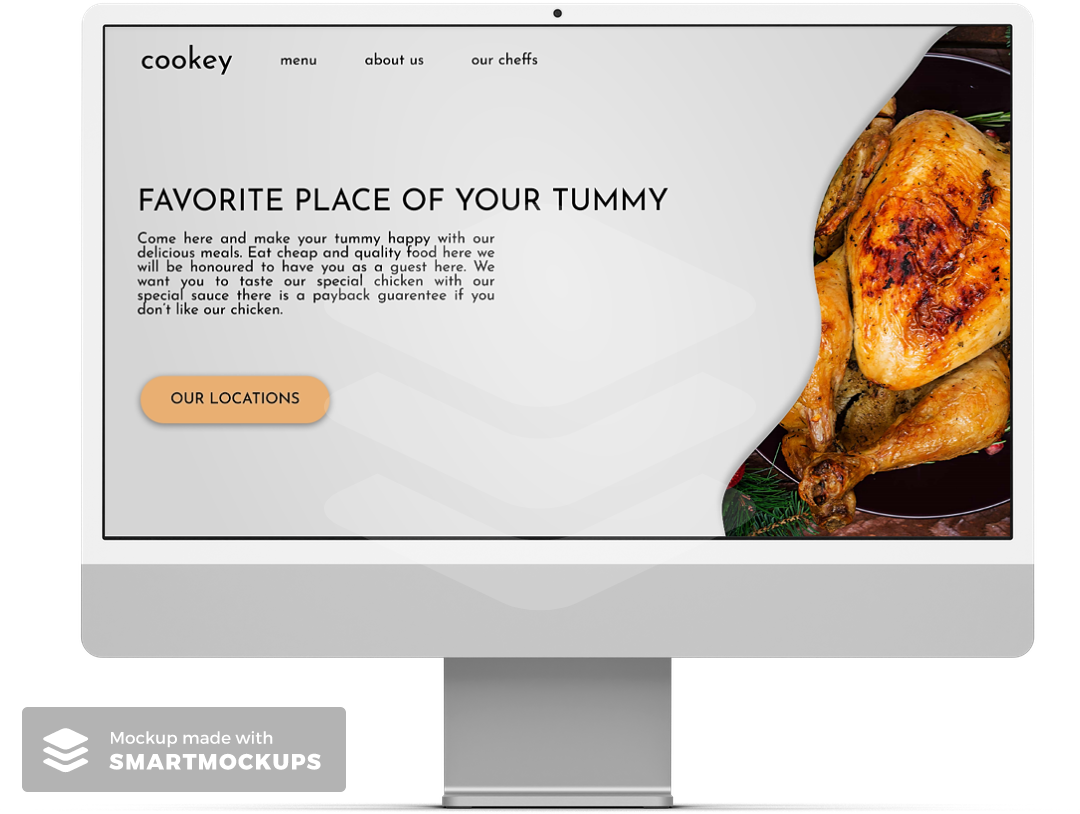 cookey
menu
about us
our cheffs
FAVORITE PLACE OF YOUR TUMMY
Come here and make your tummy happy with our
delicious meals. Eat cheap and quality food here we
will be honoured to have you as a guest here. We
want you to taste our special chicken with our
special sauce there is a payback guarentee if you
don't like our chicken.
OUR LOCATIONS
Mockup made with
SMARTMOCKUPS